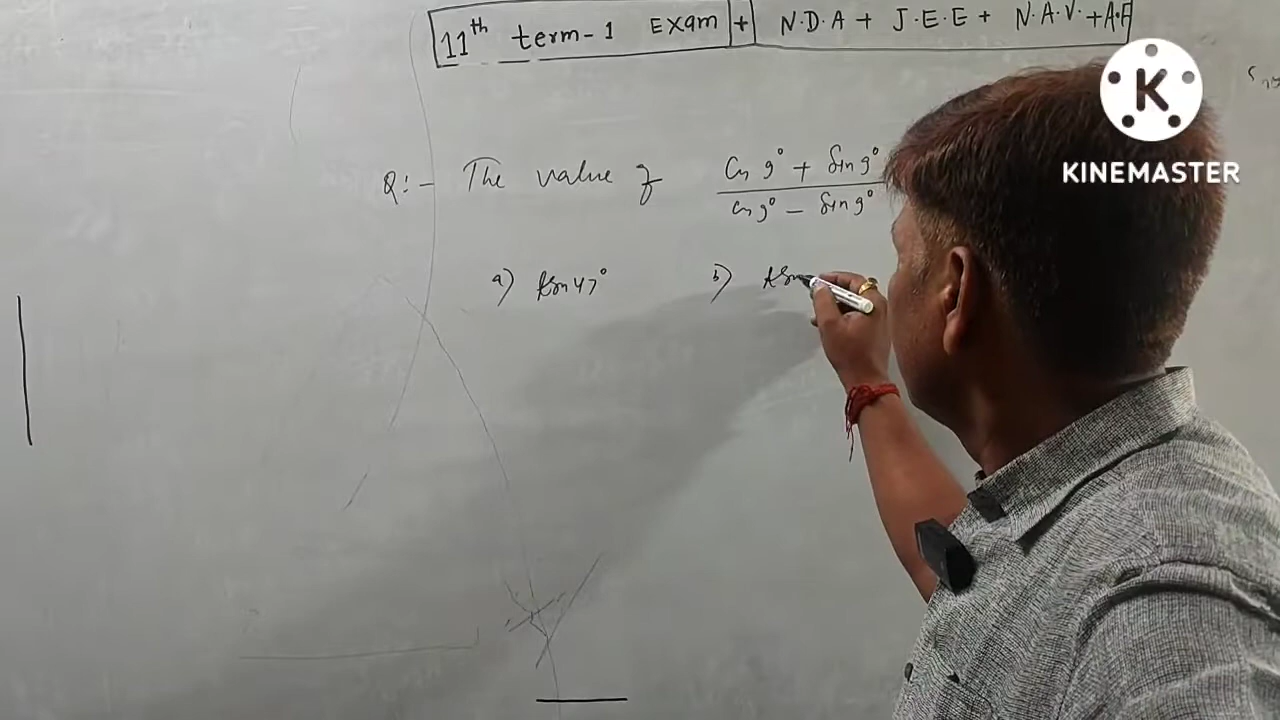 11th term-1 Exam + N.D.A + J.E.E + N.A.V. + A.F
K
KINEMASTER
Q:- The value of cos 9° + sin 9° / cos 9° - sin 9°
a) tan 47° b) tan